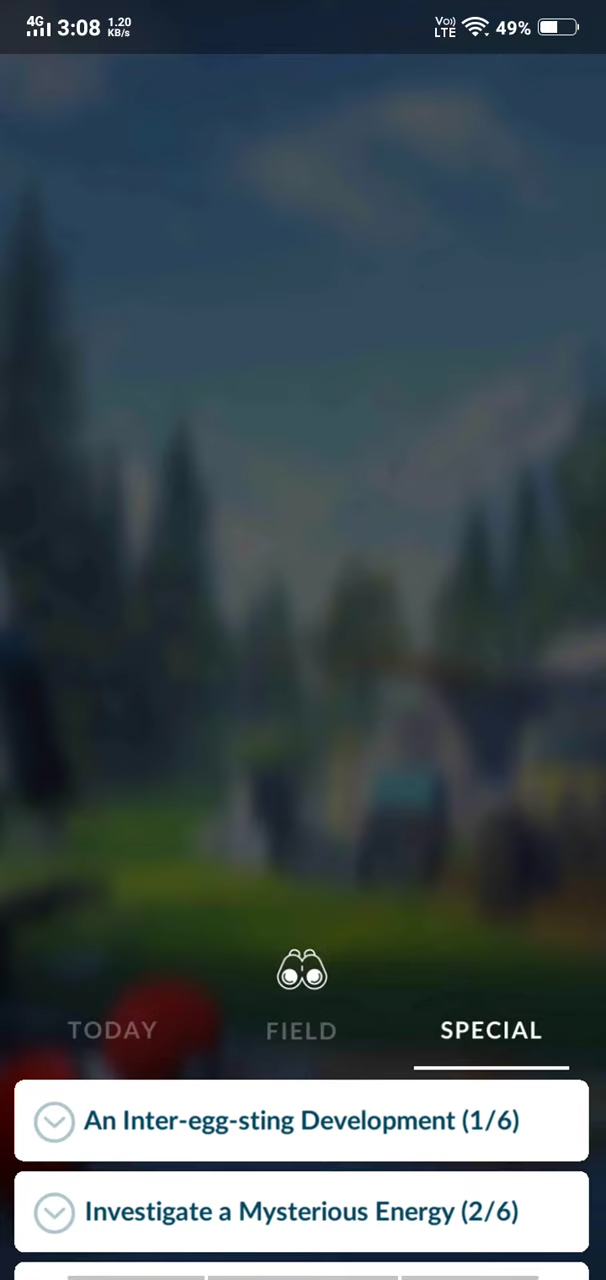 4G 3:08 1.20 KB/s Vo)) LTE 49%
TODAY FIELD SPECIAL
An Inter-egg-sting Development (1/6)
Investigate a Mysterious Energy (2/6)